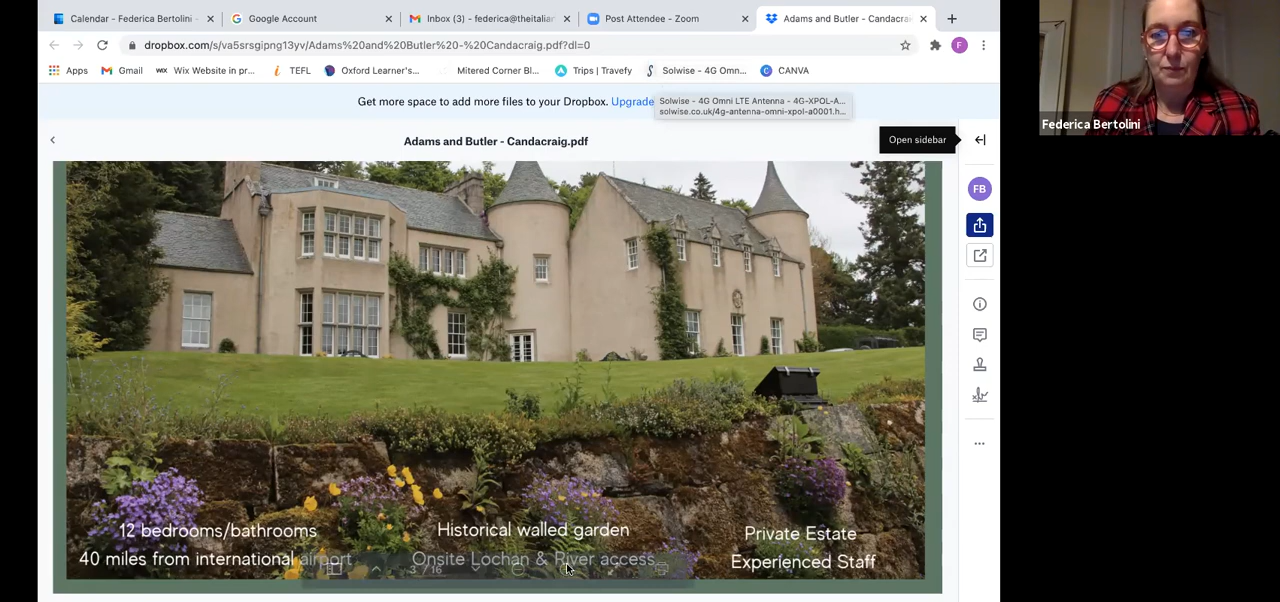 Calendar - Federica Bertolini -
Google Account
Inbox (3) - federica@theitalian
Post Attendee - Zoom
Adams and Butler - Candacraig
dropbox.com/s/va5srsgipng13yv/Adams%20and%20Butler%20-%20Candacraig.pdf?dl=0
F
Apps
Gmail
WIX Wix Website in pr...
TEFL
Oxford Learner's...
Mitered Corner Bl...
Trips | Travefy
Solwise - 4G Omn...
CANVA
Get more space to add more files to your Dropbox. Upgrade
Solwise - 4G Omni LTE Antenna - 4G-XPOL-A...
solwise.co.uk/4g-antenna-omni-xpol-a0001.h...
Adams and Butler - Candacraig.pdf
Open sidebar
FB
12 bedrooms/bathrooms
40 miles from international airport
Historical walled garden
Onsite Lochan & River access
Private Estate
Experienced Staff
3 / 16
Federica Bertolini